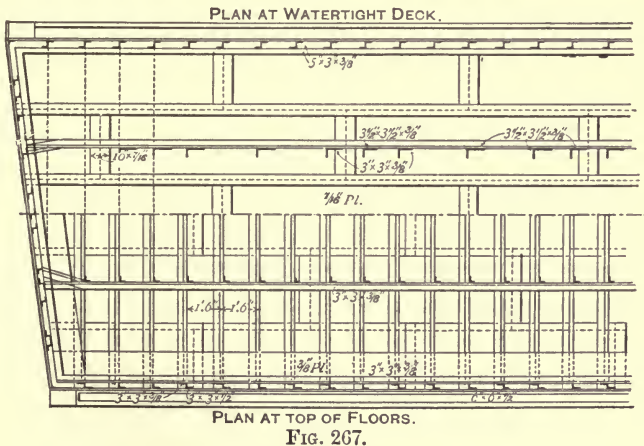 PLAN AT WATERTIGHT DECK.
5"×3"×3/8"
3½"×3½"×3/8"
3½"×3½"×3/8"
10"×7/16"
3"×3"×3/8"
7/16" Pl.
3"×3"×3/8"
1'.6" 1'.6"
3/8" Pl.
3"×3"×
3"×3"×3/8"
3"×3"×1/2
PLAN AT TOP OF FLOORS.
FIG. 267.